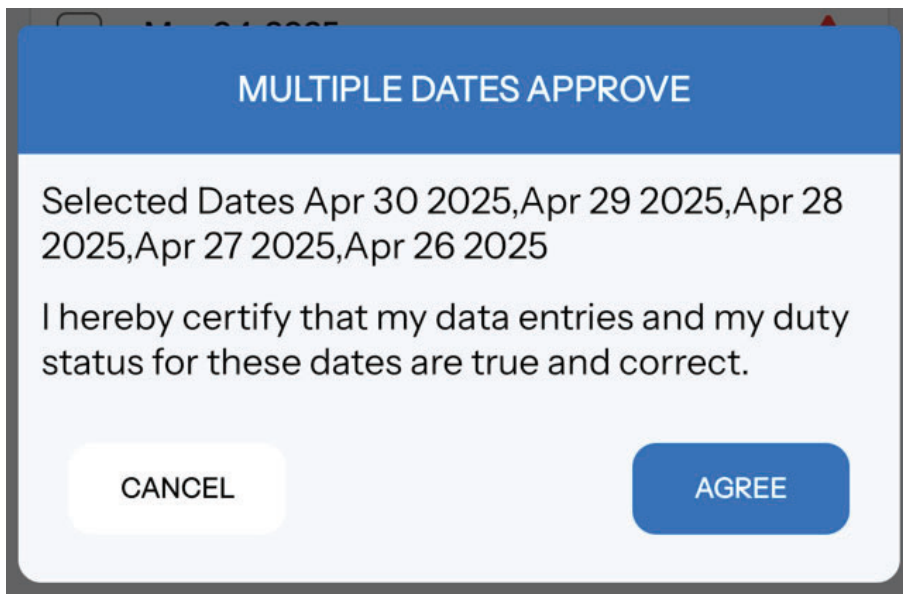 MULTIPLE DATES APPROVE
Selected Dates Apr 30 2025,Apr 29 2025,Apr 28
2025,Apr 27 2025,Apr 26 2025
I hereby certify that my data entries and my duty
status for these dates are true and correct.
CANCEL
AGREE